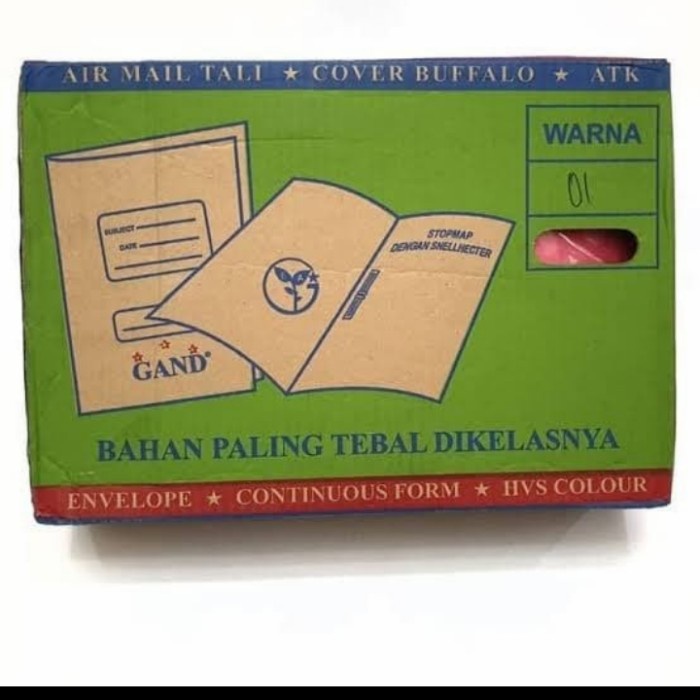 AIR MAIL TALI ★ COVER BUFFALO ★ ATK
WARNA
01
SUBJECT
DATE
STOPMAP
DENGAN SNELLHECTER
GAND
BAHAN PALING TEBAL DIKELASNYA
ENVELOPE ★ CONTINUOUS FORM ★ HVS COLOUR